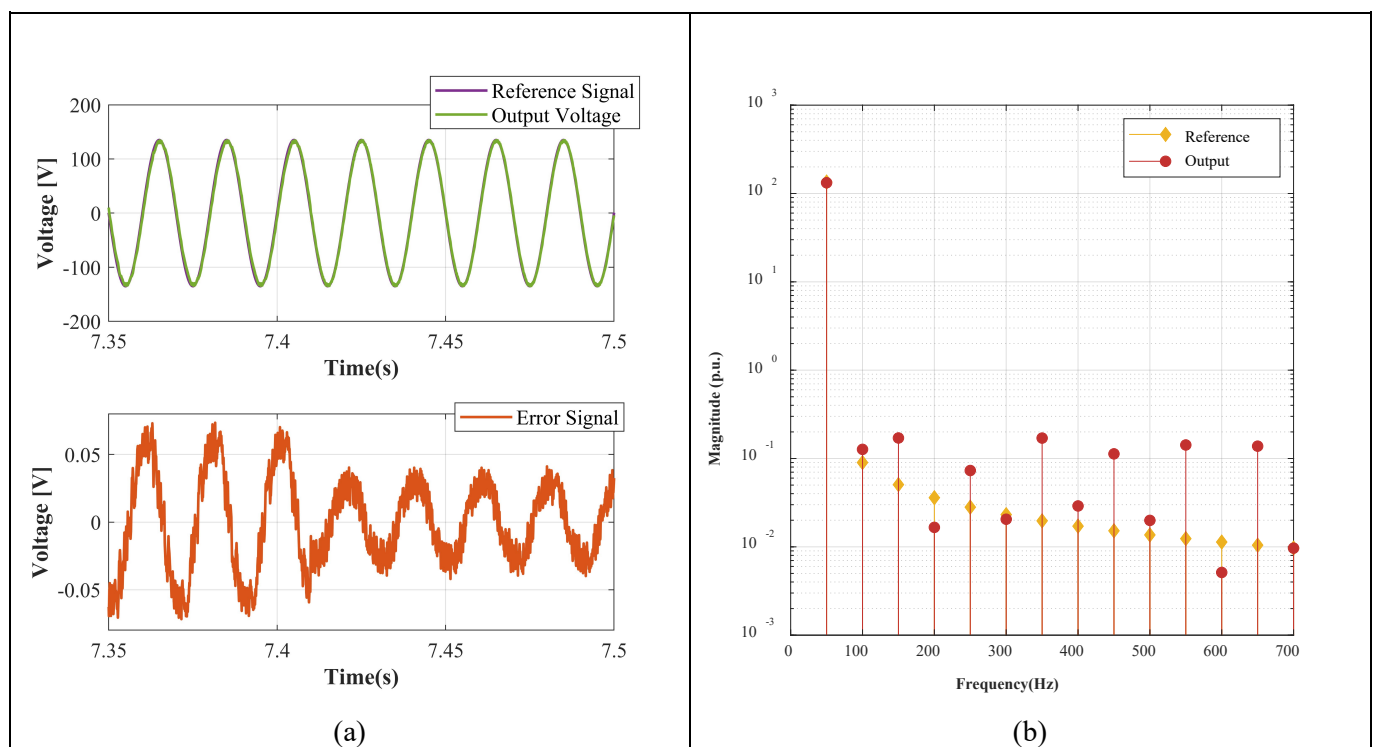 Reference Signal
Output Voltage
200
100
0
-100
-200
Voltage [V]
7.35 7.4 7.45 7.5
Time(s)
Error Signal
0.05
0
-0.05
Voltage [V]
7.35 7.4 7.45 7.5
Time(s)
(a)
Reference
Output
10 3
10 2
10 1
10 0
10 -1
10 -2
10 -3
Magnitude (p.u.)
0 100 200 300 400 500 600 700
Frequency(Hz)
(b)